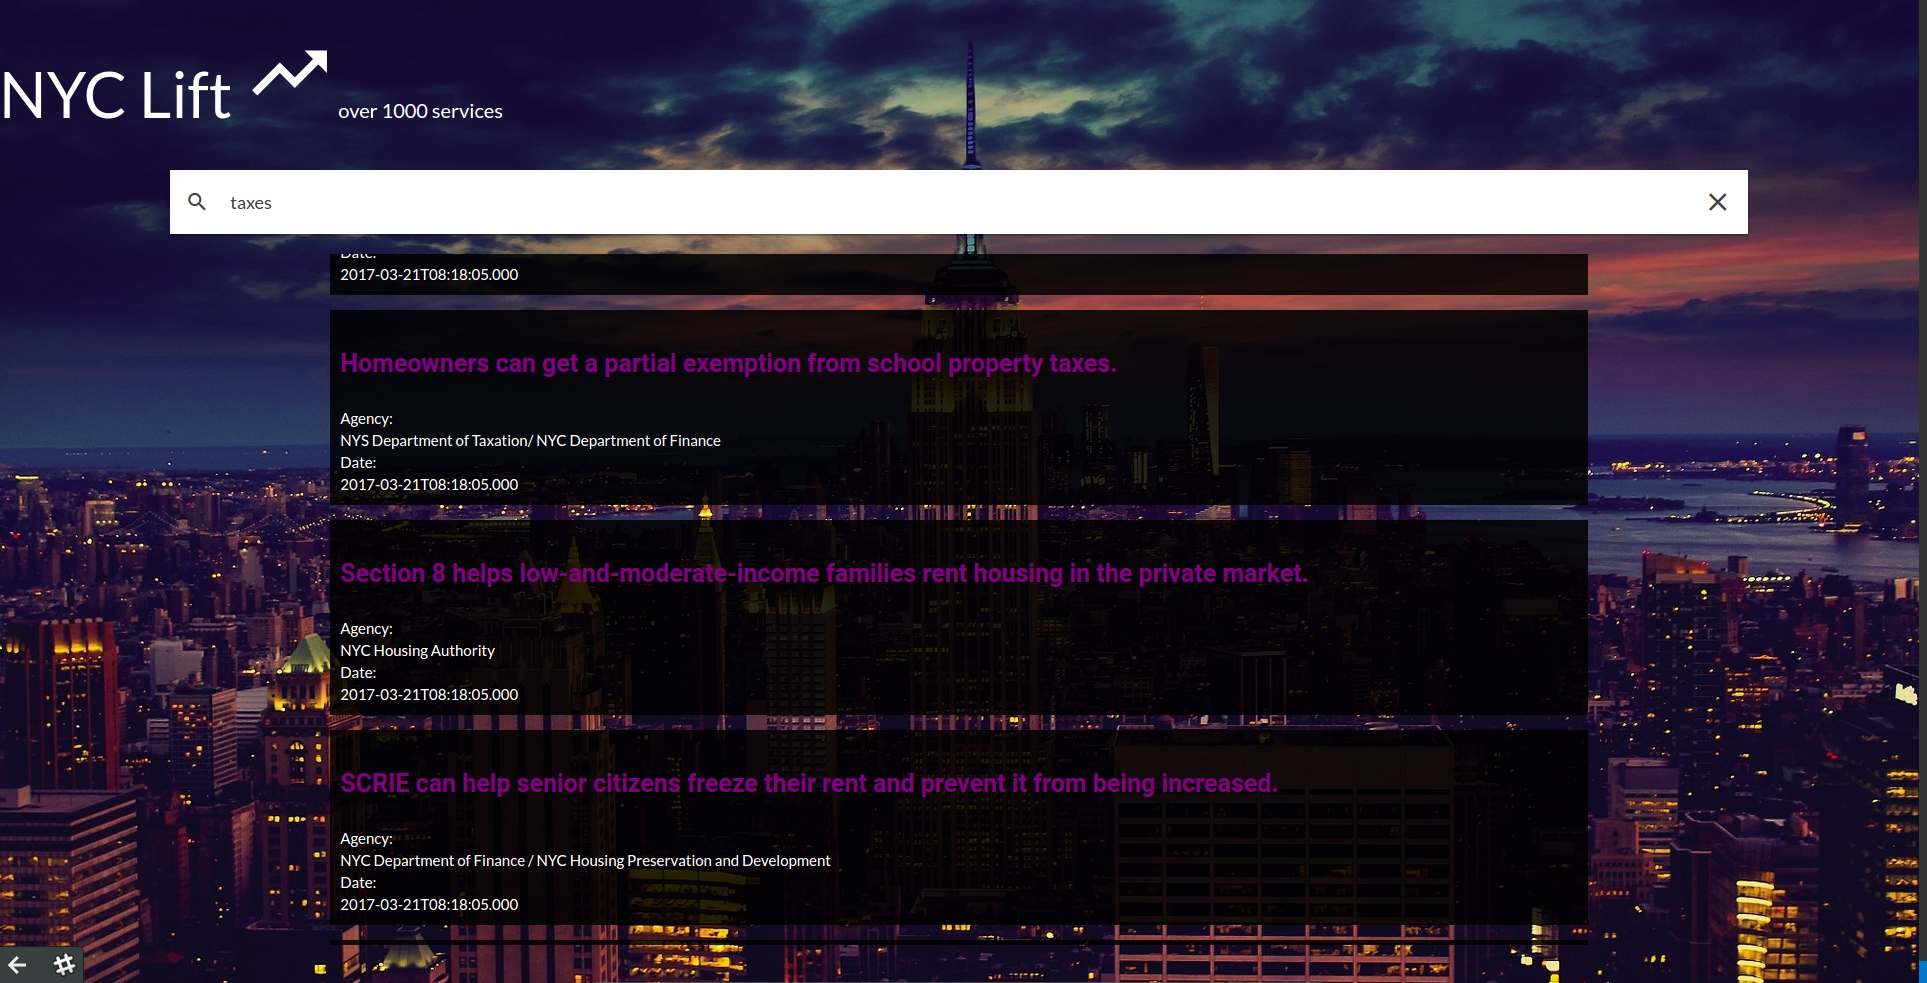 NYC Lift
over 1000 services
taxes
Date:
2017-03-21T08:18:05.000
Homeowners can get a partial exemption from school property taxes.
Agency:
NYS Department of Taxation/ NYC Department of Finance
Date:
2017-03-21T08:18:05.000
Section 8 helps low-and-moderate-income families rent housing in the private market.
Agency:
NYC Housing Authority
Date:
2017-03-21T08:18:05.000
SCRIE can help senior citizens freeze their rent and prevent it from being increased.
Agency:
NYC Department of Finance / NYC Housing Preservation and Development
Date:
2017-03-21T08:18:05.000